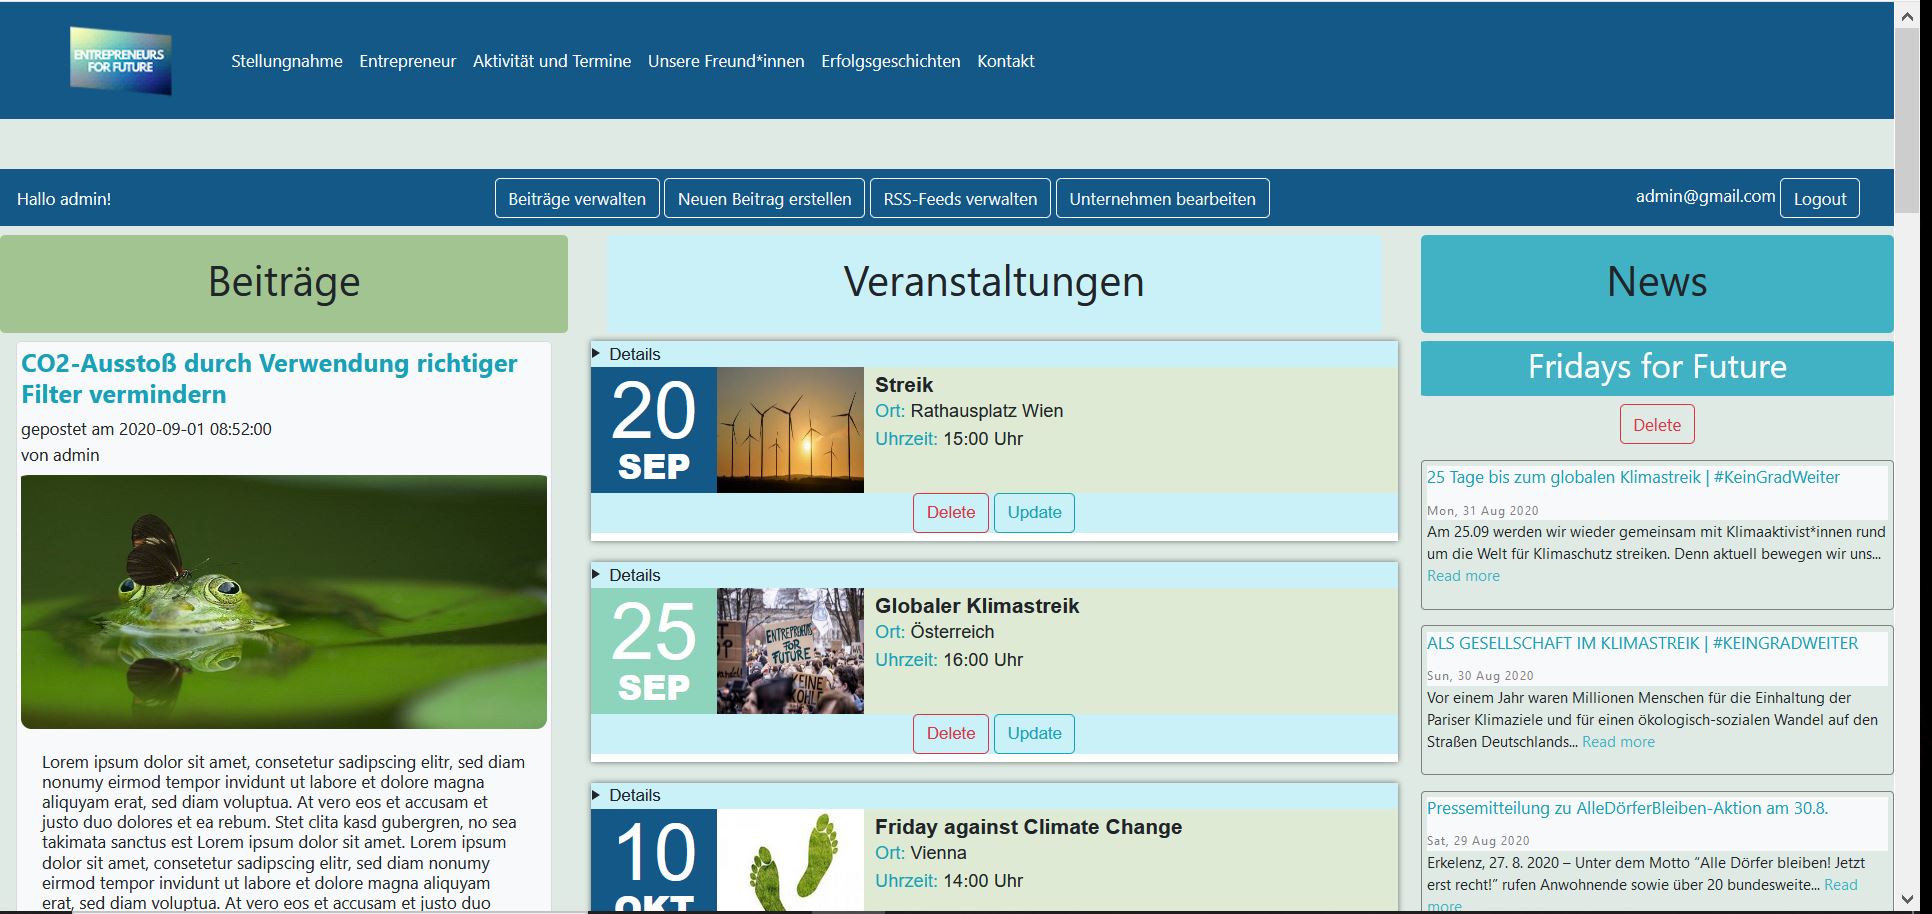 ENTREPRENEURS
FOR FUTURE
Stellungnahme Entrepreneur Aktivität und Termine Unsere Freund*innen Erfolgsgeschichten Kontakt
Hallo admin!
Beiträge verwalten Neuen Beitrag erstellen RSS-Feeds verwalten Unternehmen bearbeiten
admin@gmail.com Logout
Beiträge
CO2-Ausstoß durch Verwendung richtiger
Filter vermindern
gepostet am 2020-09-01 08:52:00
von admin
Lorem ipsum dolor sit amet, consetetur sadipscing elitr, sed diam
nonumy eirmod tempor invidunt ut labore et dolore magna
aliquyam erat, sed diam voluptua. At vero eos et accusam et
justo duo dolores et ea rebum. Stet clita kasd gubergren, no sea
takimata sanctus est Lorem ipsum dolor sit amet. Lorem ipsum
dolor sit amet, consetetur sadipscing elitr, sed diam nonumy
eirmod tempor invidunt ut labore et dolore magna aliquyam
erat, sed diam voluptua. At vero eos et accusam et justo duo
Veranstaltungen
Details
20
SEP
Streik
Ort: Rathausplatz Wien
Uhrzeit: 15:00 Uhr
Delete Update
Details
25
SEP
ENTREPRENEURS
FOR
FUTURE
KEINE
KOHLE
Globaler Klimastreik
Ort: Österreich
Uhrzeit: 16:00 Uhr
Delete Update
Details
10
OKT
Friday against Climate Change
Ort: Vienna
Uhrzeit: 14:00 Uhr
News
Fridays for Future
Delete
25 Tage bis zum globalen Klimastreik | #KeinGradWeiter
Mon, 31 Aug 2020
Am 25.09 werden wir wieder gemeinsam mit Klimaaktivist*innen rund
um die Welt für Klimaschutz streiken. Denn aktuell bewegen wir uns...
Read more
ALS GESELLSCHAFT IM KLIMASTREIK | #KEINGRADWEITER
Sun, 30 Aug 2020
Vor einem Jahr waren Millionen Menschen für die Einhaltung der
Pariser Klimaziele und für einen ökologisch-sozialen Wandel auf den
Straßen Deutschlands... Read more
Pressemitteilung zu AlleDörferBleiben-Aktion am 30.8.
Sat, 29 Aug 2020
Erkelenz, 27. 8. 2020 – Unter dem Motto “Alle Dörfer bleiben! Jetzt
erst recht!” rufen Anwohnende sowie über 20 bundesweite... Read
more